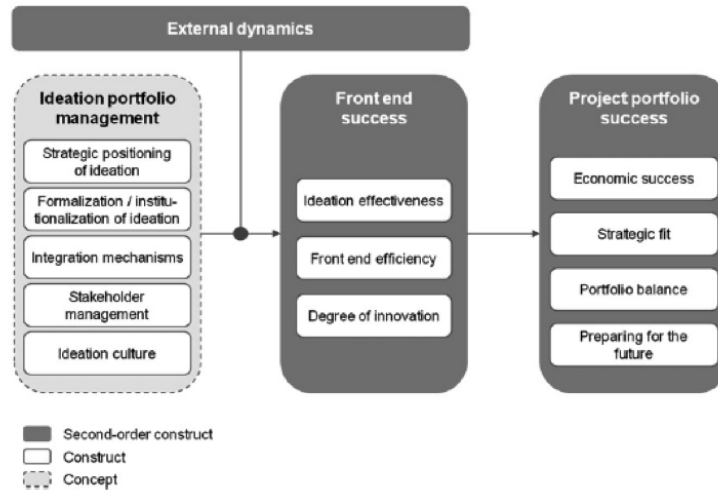 External dynamics
Ideation portfolio
management
Strategic positioning
of ideation
Formalization / institu-
tionalization of ideation
Integration mechanisms
Stakeholder
management
Ideation culture
Front end
success
Ideation effectiveness
Front end efficiency
Degree of innovation
Project portfolio
success
Economic success
Strategic fit
Portfolio balance
Preparing for the
future
Second-order construct
Construct
Concept